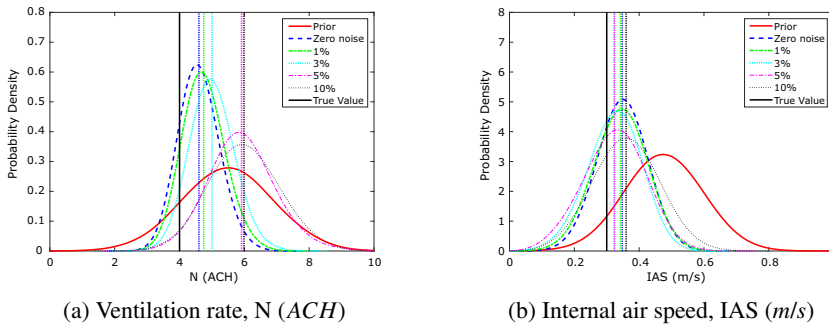 0.8
0.7
0.6
0.5
0.4
0.3
0.2
0.1
0
Probability Density
0 2 4 6 8 10
N (ACH)
Prior
Zero noise
1%
3%
5%
10%
True Value
(a) Ventilation rate, N (ACH)
8
7
6
5
4
3
2
1
0
Probability Density
0 0.2 0.4 0.6 0.8 1
IAS (m/s)
Prior
Zero noise
1%
3%
5%
10%
True Value
(b) Internal air speed, IAS (m/s)